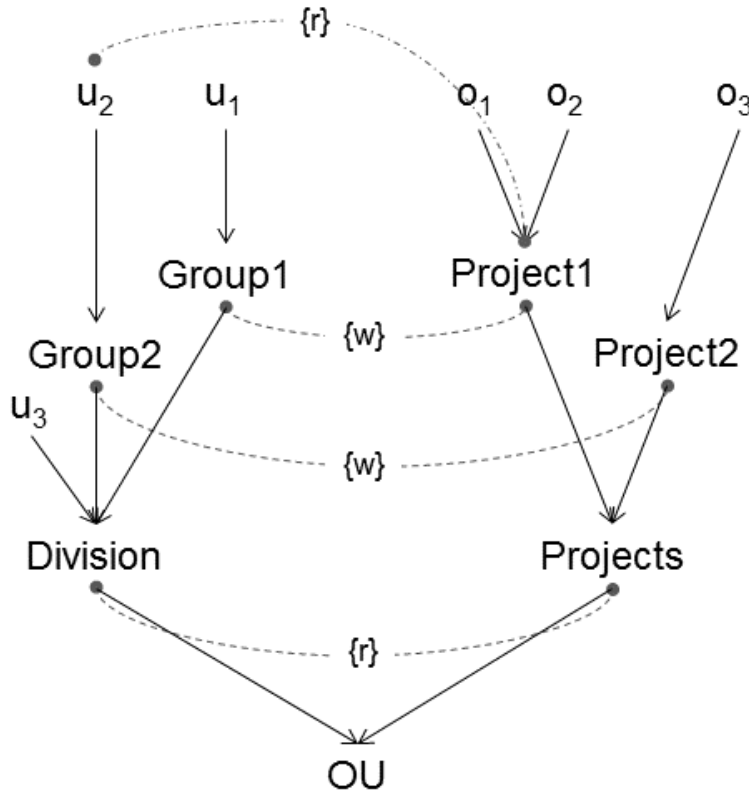 {r}
u₂ u₁ o₁ o₂ o₃
Group1 Project1
{w}
Group2 Project2
u₃
{w}
Division Projects
{r}
OU